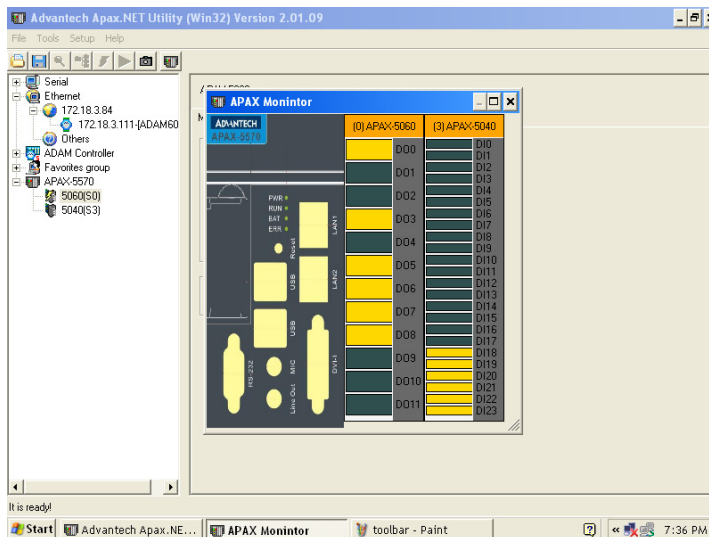 Advantech Apax.NET Utility (Win32) Version 2.01.09
File Tools Setup Help
Serial
Ethernet
172.18.3.84
172.18.3.111-[ADAM60
Others
ADAM Controller
Favorites group
APAX-5570
5060(S0)
5040(S3)
APAX Monintor
ADVANTECH
APAX-5570
PWR
RUN
BAT
ERR
Reset
LAN1
LAN2
USB
USB
RS-232
MIC
Line Out
DVI-I
(0) APAX-5060
DO0
DO1
DO2
DO3
DO4
DO5
DO6
DO7
DO8
DO9
DO10
DO11
(3) APAX-5040
DI0
DI1
DI2
DI3
DI4
DI5
DI6
DI7
DI8
DI9
DI10
DI11
DI12
DI13
DI14
DI15
DI16
DI17
DI18
DI19
DI20
DI21
DI22
DI23
It is ready!
Start
Advantech Apax.NE...
APAX Monintor
toolbar - Paint
7:36 PM